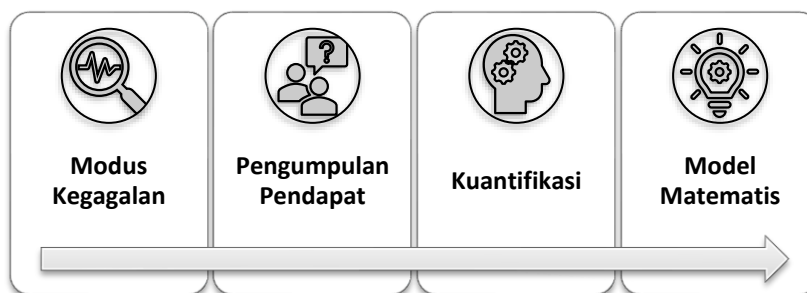 Modus
Kegagalan
Pengumpulan
Pendapat
Kuantifikasi
Model
Matematis